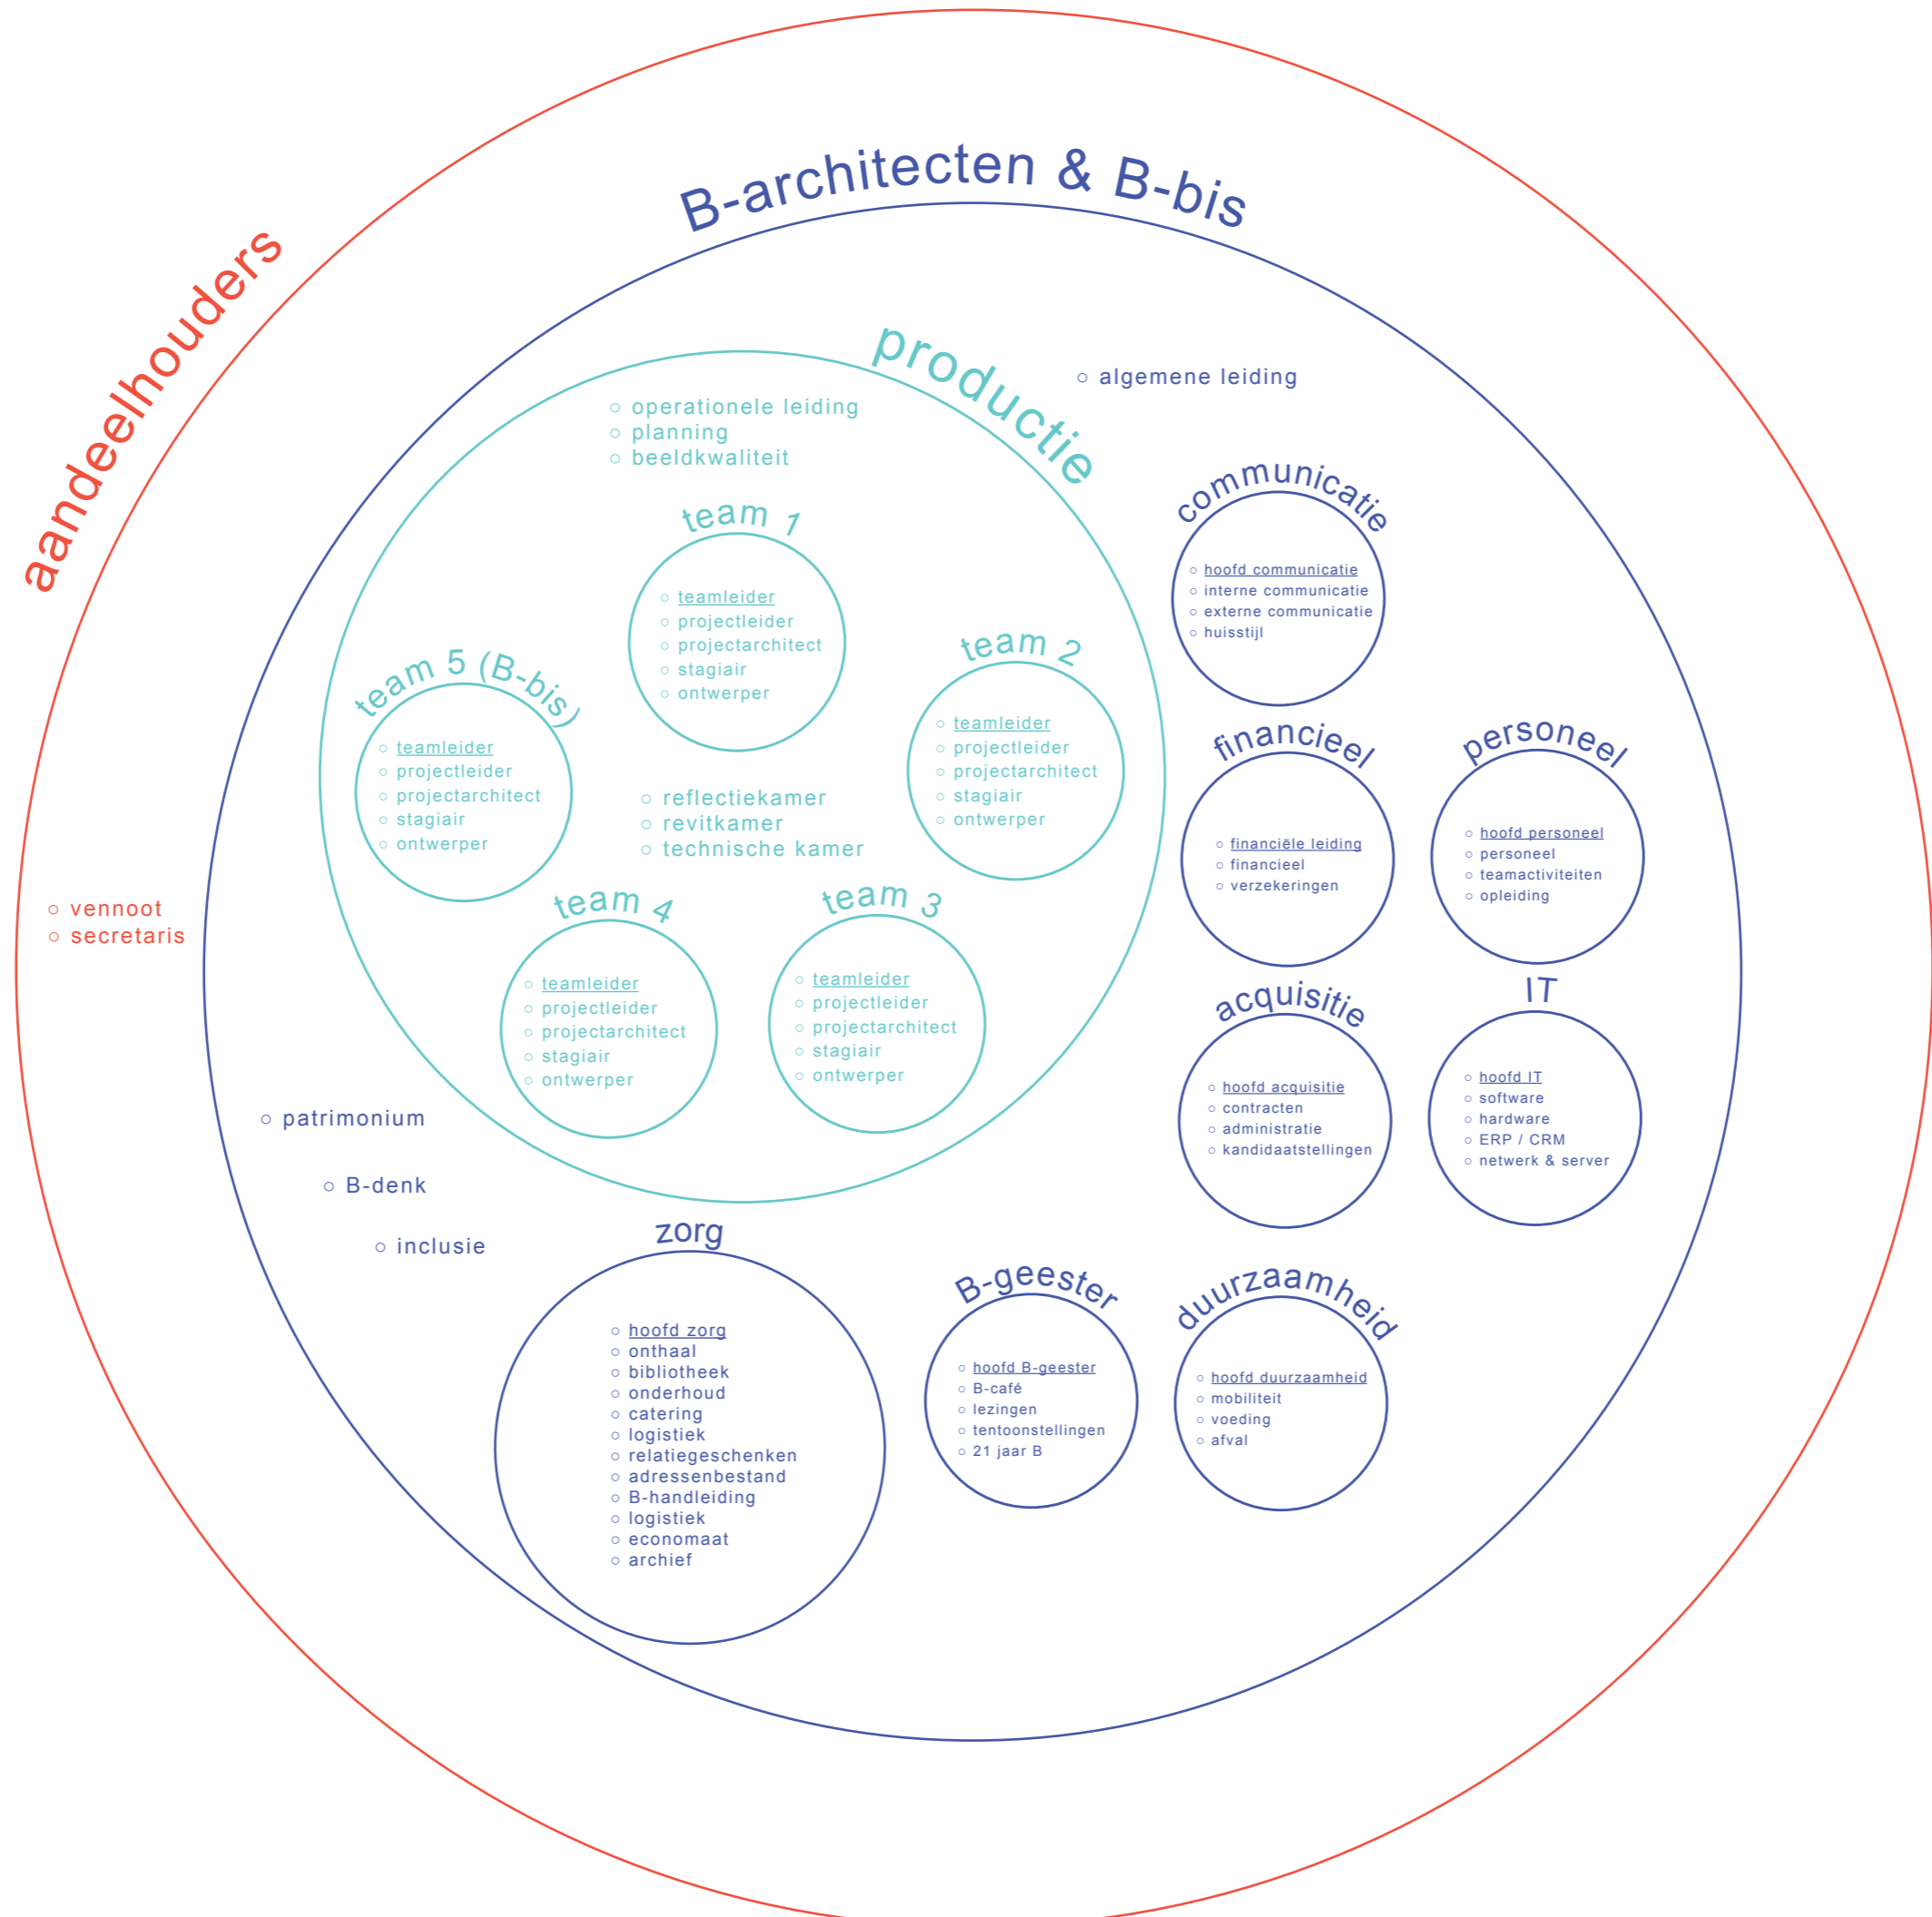 aandeelhouders
vennoot
secretaris
B-architecten & B-bis
algemene leiding
productie
operationele leiding
planning
beeldkwaliteit
team 1
teamleider
projectleider
projectarchitect
stagiair
ontwerper
team 2
teamleider
projectleider
projectarchitect
stagiair
ontwerper
team 5 (B-bis)
teamleider
projectleider
projectarchitect
stagiair
ontwerper
reflectiekamer
revitkamer
technische kamer
team 4
teamleider
projectleider
projectarchitect
stagiair
ontwerper
team 3
teamleider
projectleider
projectarchitect
stagiair
ontwerper
communicatie
hoofd communicatie
interne communicatie
externe communicatie
huisstijl
financieel
financiële leiding
financieel
verzekeringen
personeel
hoofd personeel
personeel
teamactiviteiten
opleiding
acquisitie
hoofd acquisitie
contracten
administratie
kandidaatstellingen
IT
hoofd IT
software
hardware
ERP / CRM
netwerk & server
patrimonium
B-denk
inclusie
zorg
hoofd zorg
onthaal
bibliotheek
onderhoud
catering
logistiek
relatiegeschenken
adressenbestand
B-handleiding
logistiek
economaat
archief
B-geester
hoofd B-geester
B-café
lezingen
tentoonstellingen
21 jaar B
duurzaamheid
hoofd duurzaamheid
mobiliteit
voeding
afval